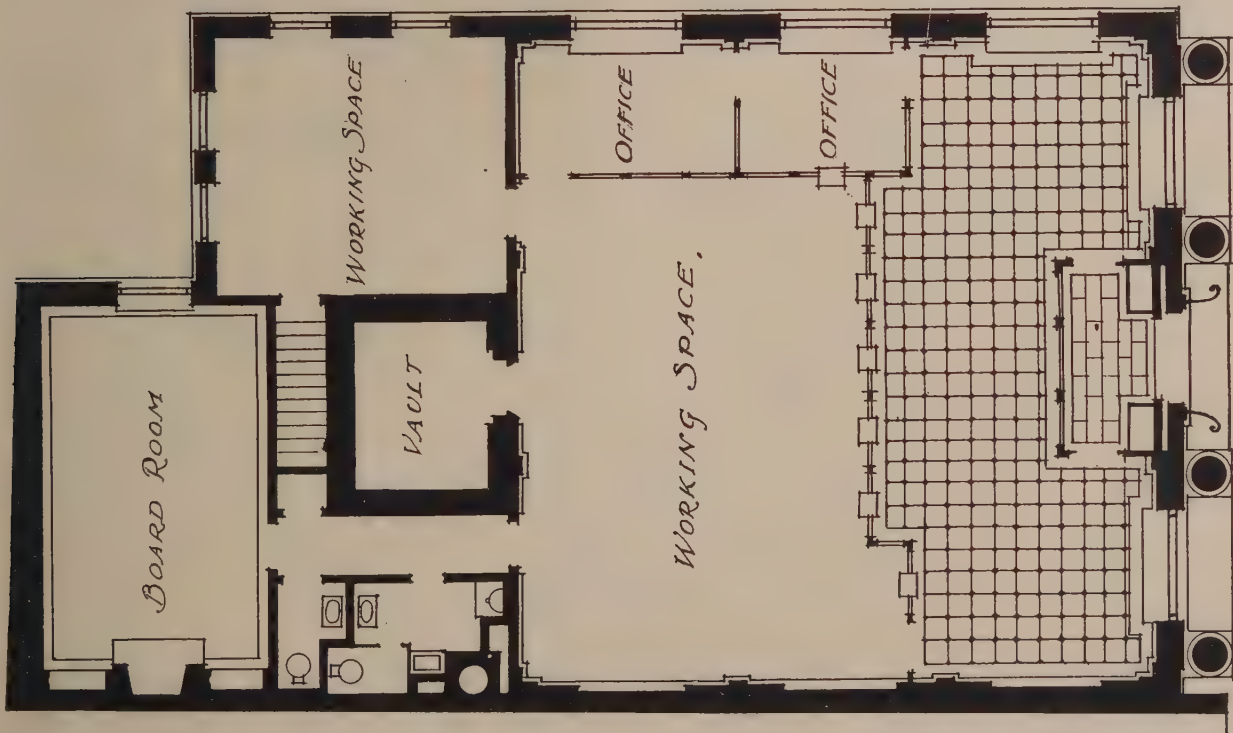 WORKING SPACE
OFFICE
OFFICE
VAULT
WORKING SPACE.
BOARD ROOM